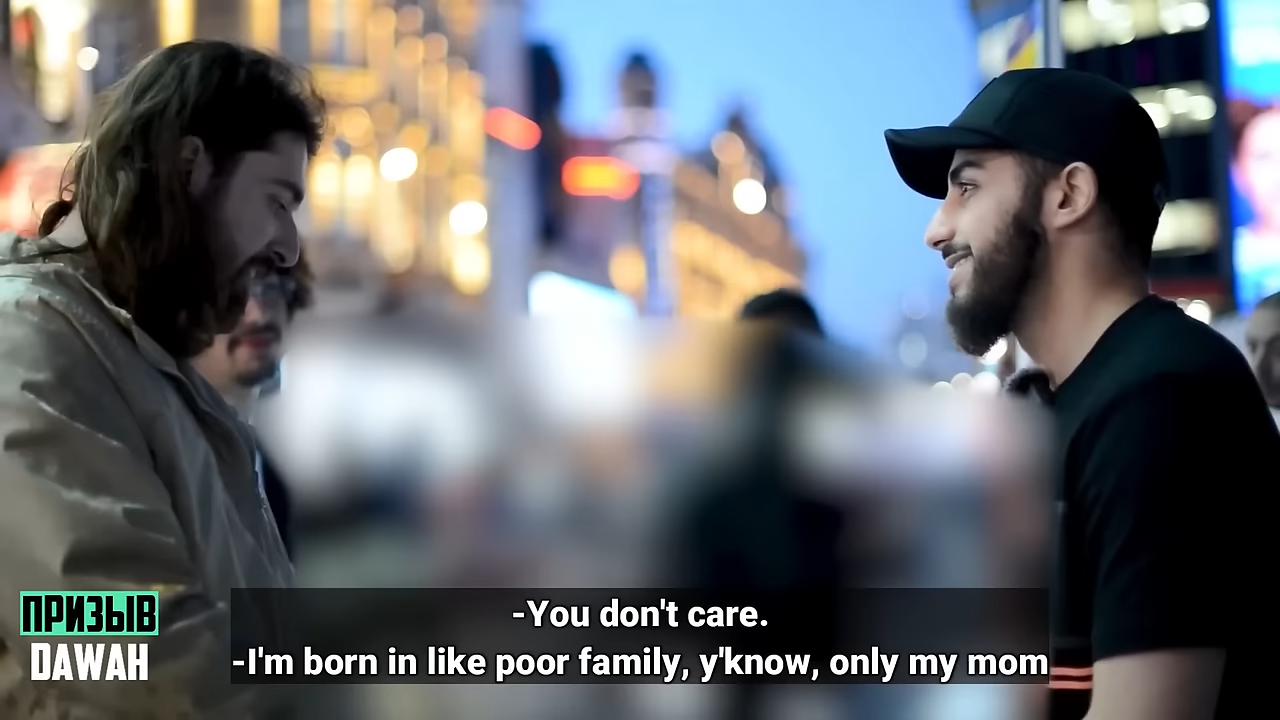 -You don't care.
-I'm born in like poor family, y'know, only my mom
ПРИЗЫВ
DAWAH